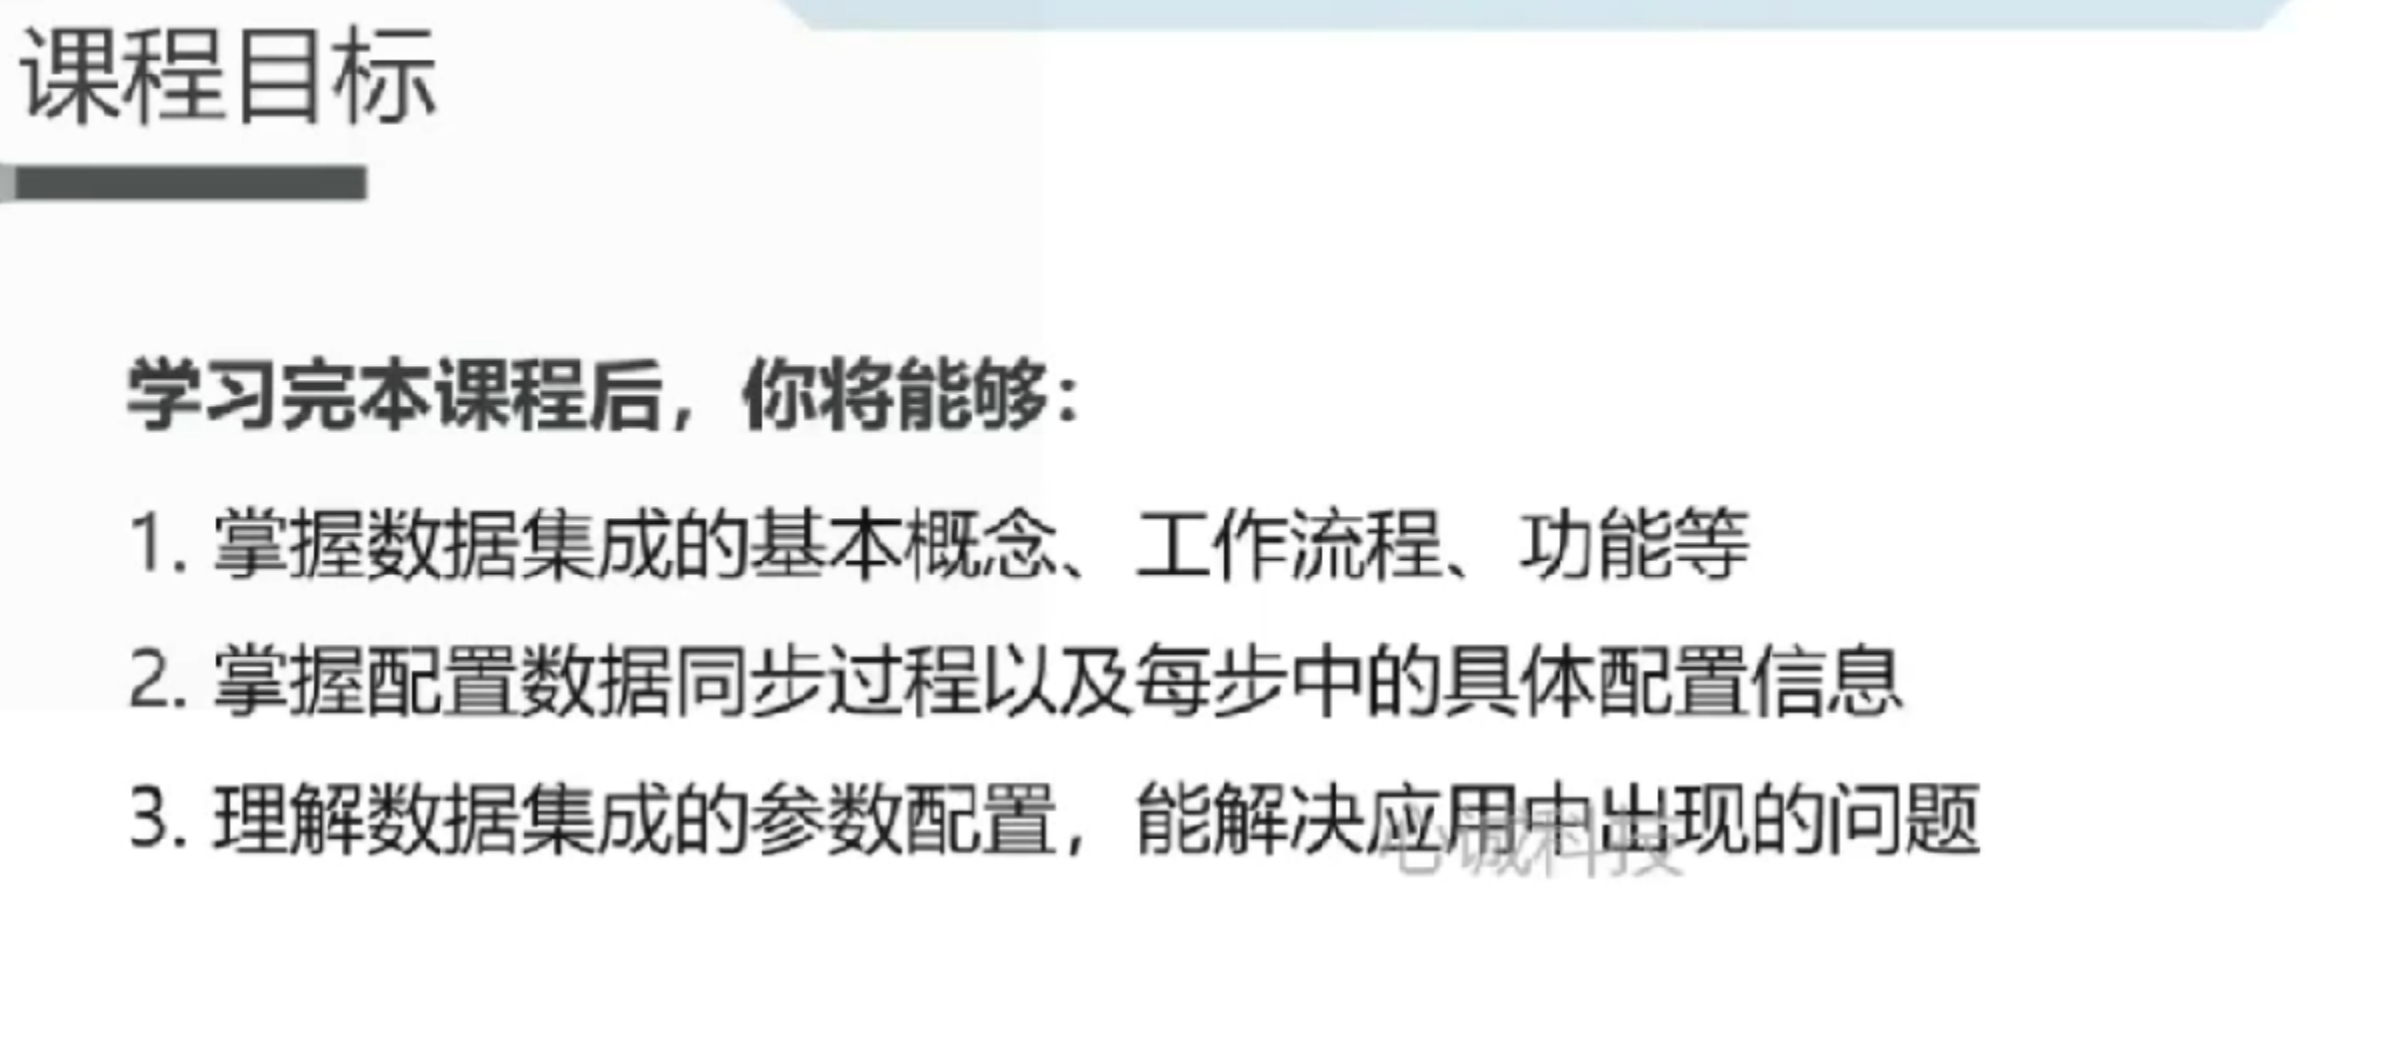 课程目标
学习完本课程后，你将能够：
1. 掌握数据集成的基本概念、工作流程、功能等
2. 掌握配置数据同步过程以及每步中的具体配置信息
3. 理解数据集成的参数配置，能解决应用中出现的问题
心诚科技